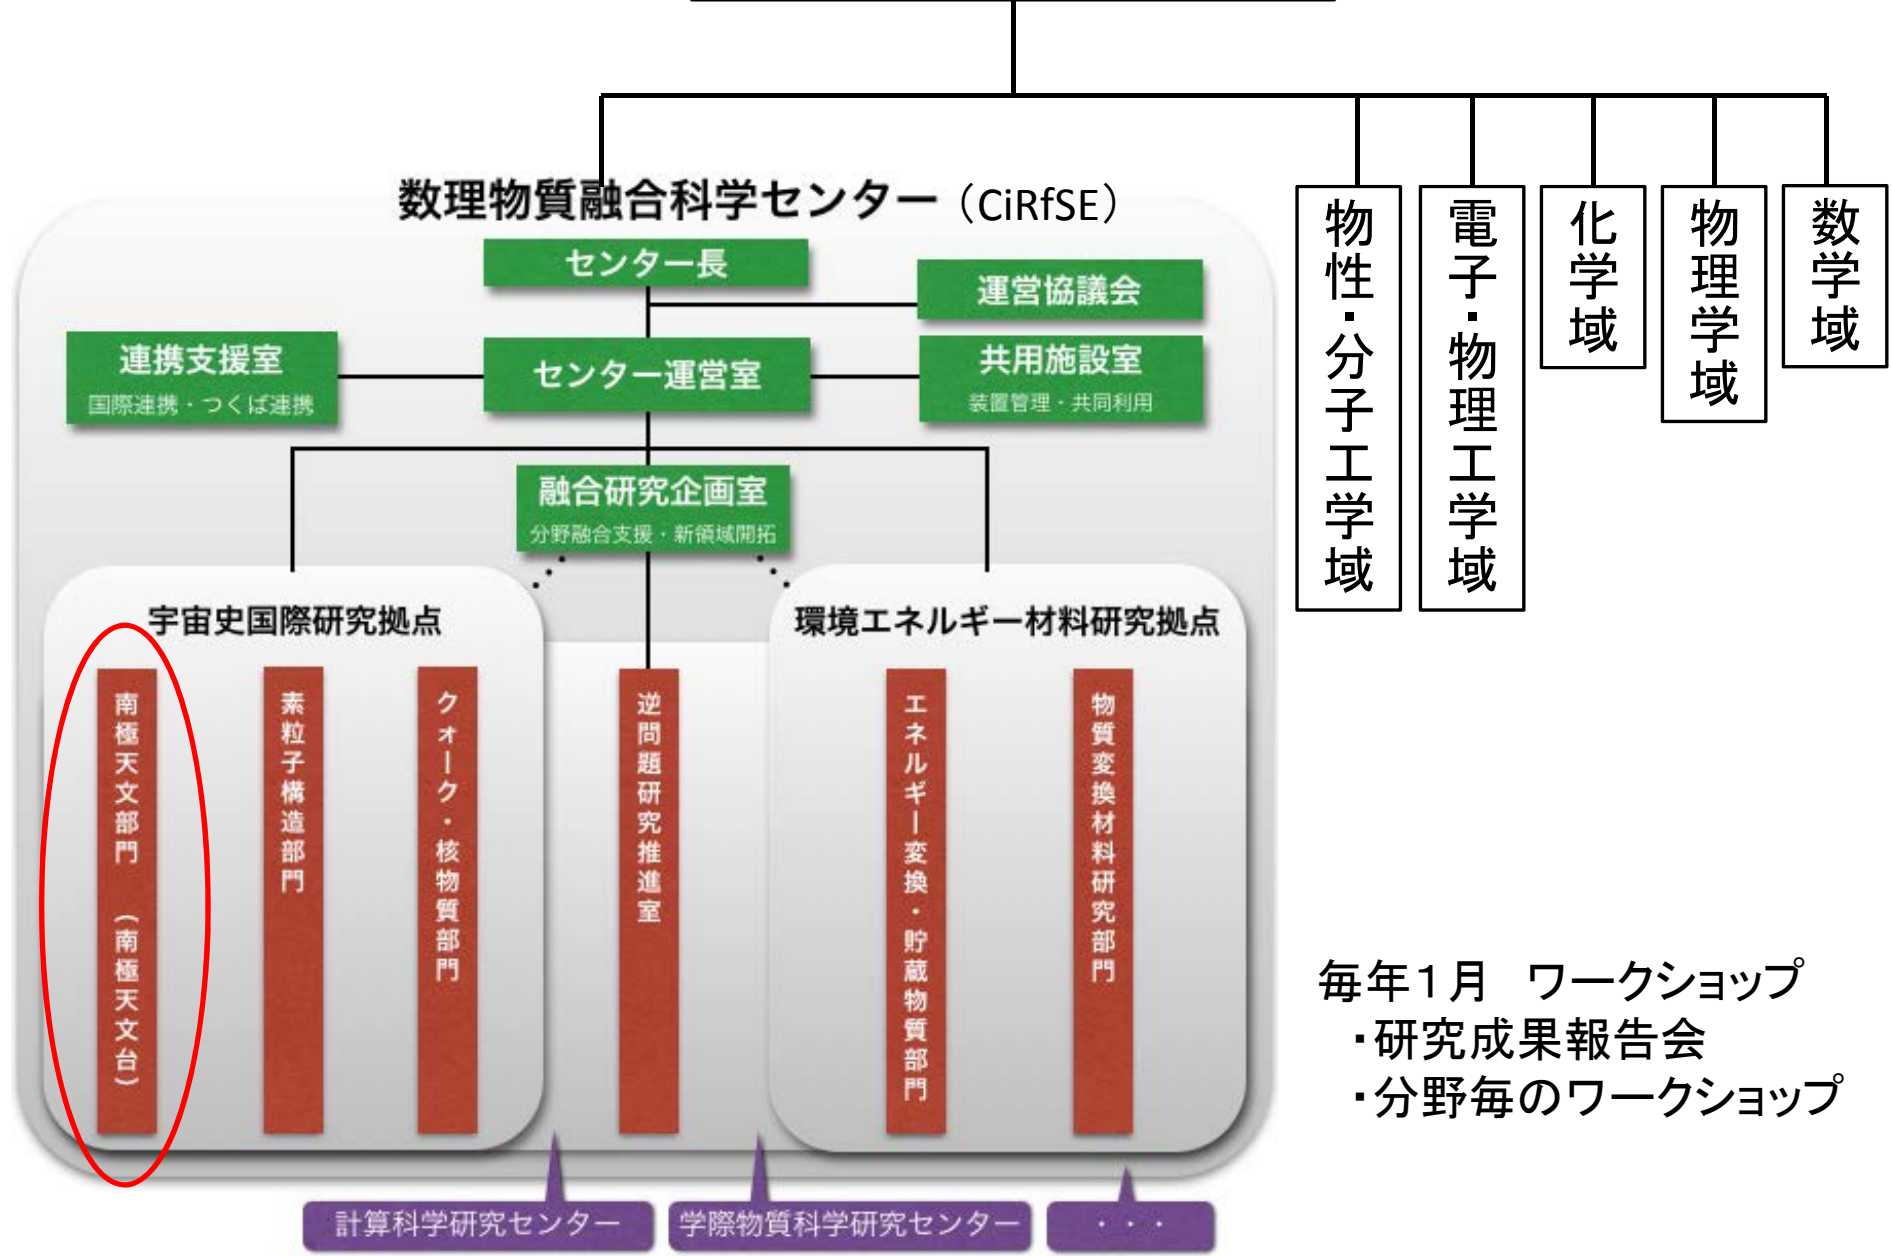 数理物質融合科学センター（CiRfSE）
センター長
運営協議会
連携支援室
国際連携・つくば連携
センター運営室
共用施設室
装置管理・共同利用
融合研究企画室
分野融合支援・新領域開拓
宇宙史国際研究拠点
環境エネルギー材料研究拠点
南極天文部門（南極天文台）
素粒子構造部門
クォーク・核物質部門
逆問題研究推進室
エネルギー変換・貯蔵物質部門
物質変換材料研究部門
計算科学研究センター
学際物質科学研究センター
・・・
物性・分子工学域
電子・物理工学域
化学域
物理学域
数学域
毎年１月　ワークショップ
・研究成果報告会
・分野毎のワークショップ